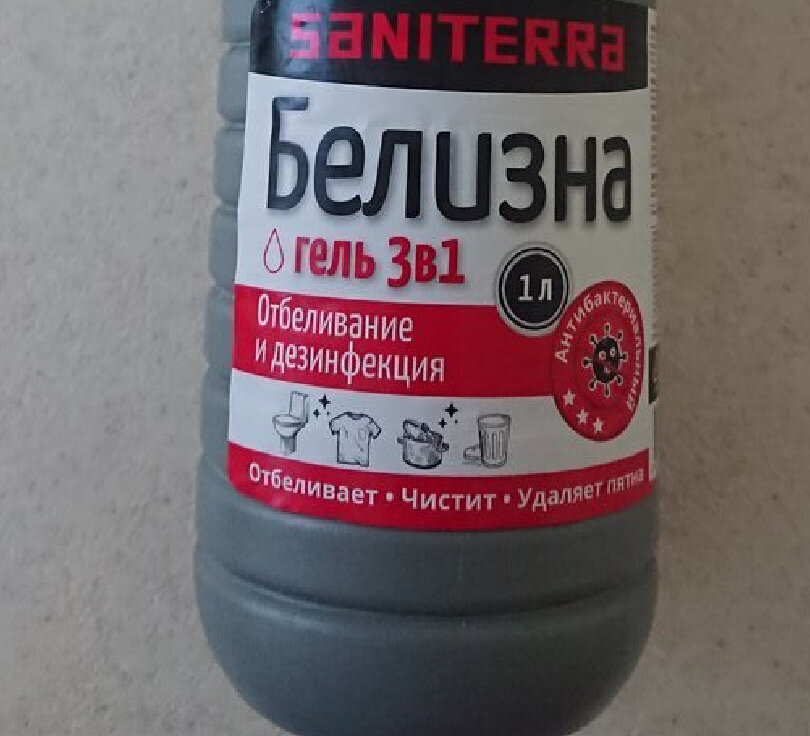 SANITERRA
Белизна
гель 3в1
1 л
Антибактериальный
Отбеливание
и дезинфекция
Отбеливает • Чистит • Удаляет пятна